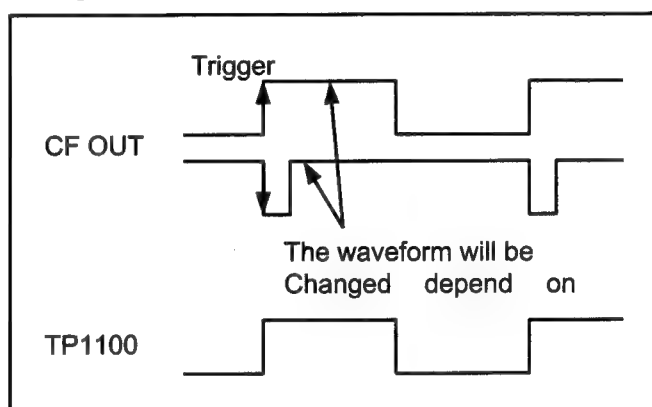 Trigger
CF OUT
The waveform will be
Changed depend on
TP1100